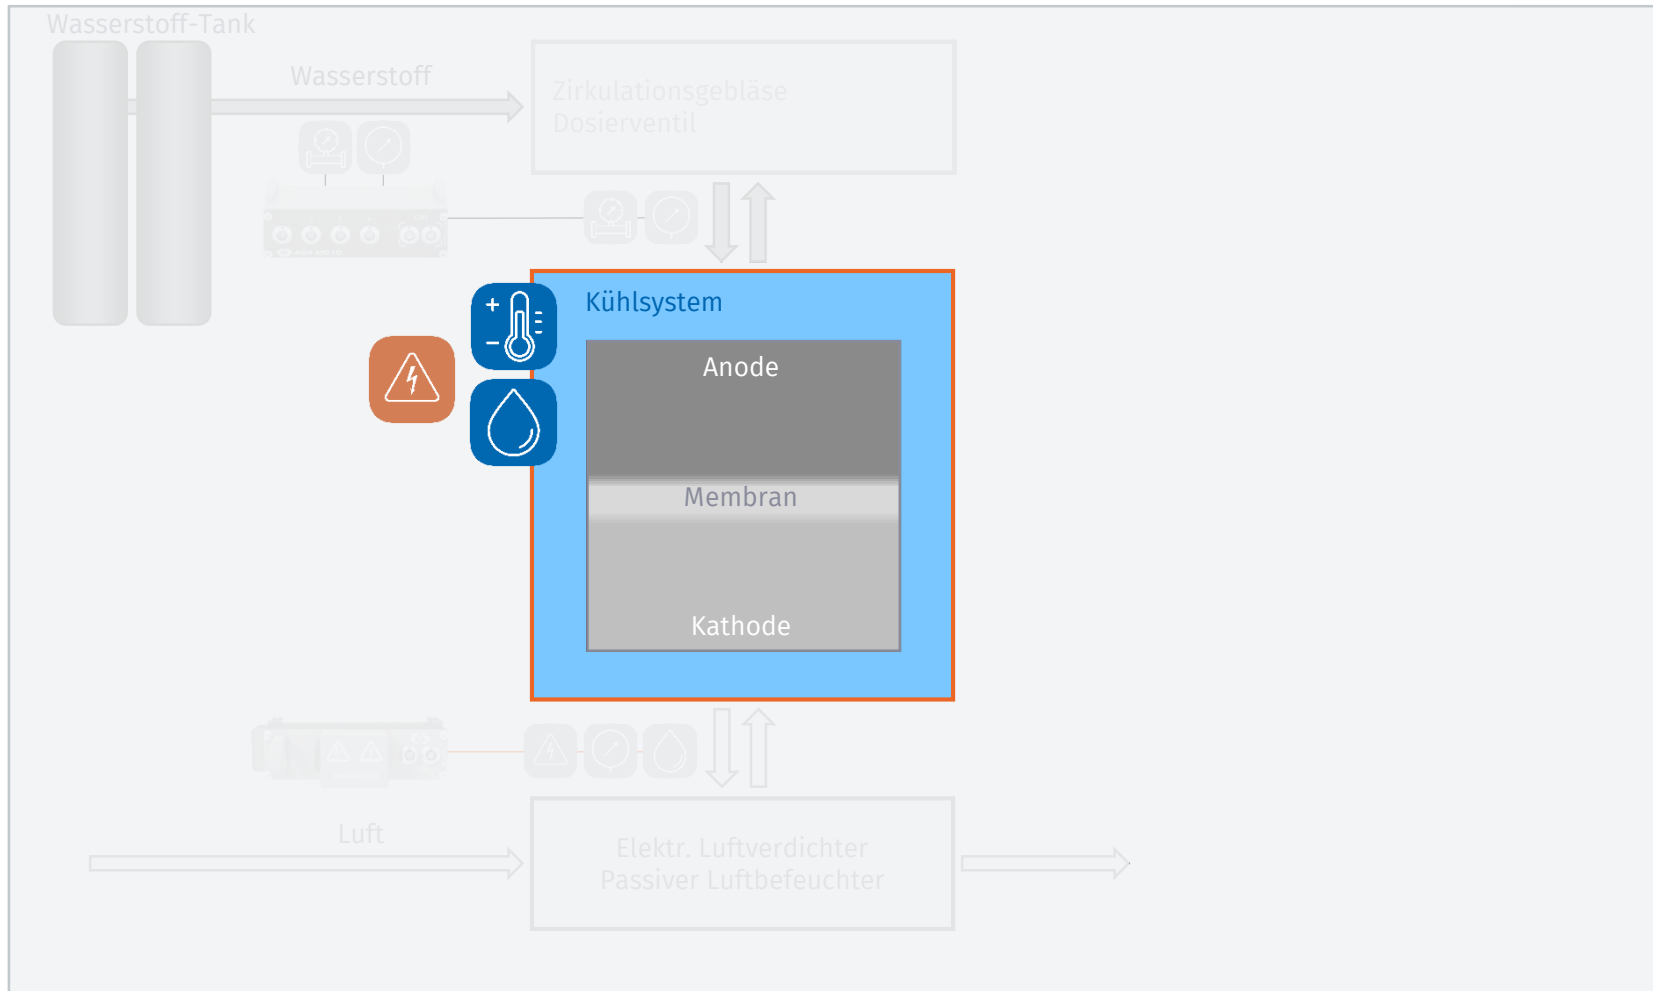 Wasserstoff-Tank
Wasserstoff
Zirkulationsgebläse
Dosierventil
Kühlsystem
Anode
Membran
Kathode
Luft
Elektr. Luftverdichter
Passiver Luftbefeuchter